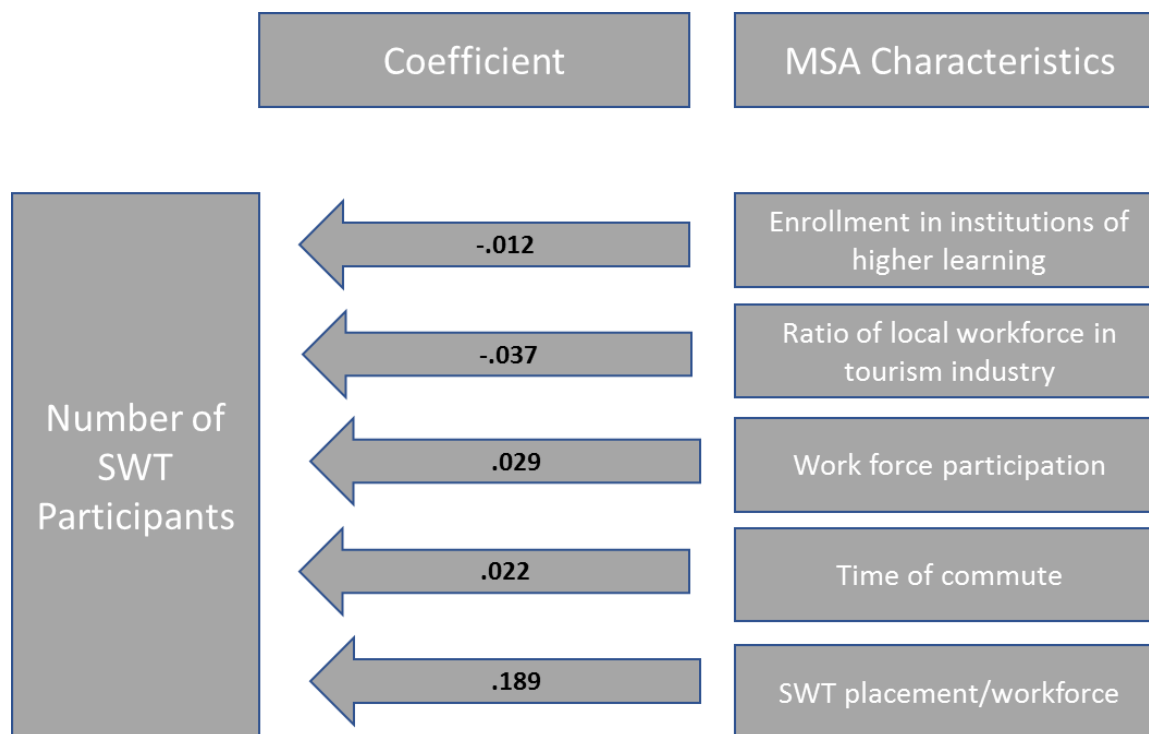 Coefficient
MSA Characteristics
Number of
SWT
Participants
-.012
Enrollment in institutions of
higher learning
-.037
Ratio of local workforce in
tourism industry
.029
Work force participation
.022
Time of commute
.189
SWT placement/workforce